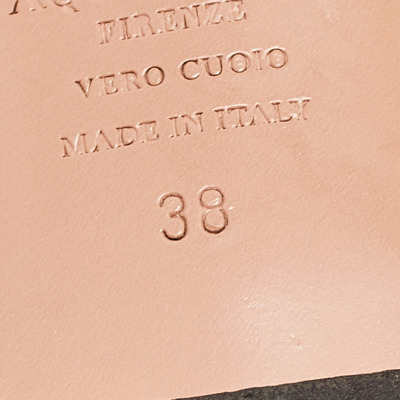 FIRENZE
VERO CUOIO
MADE IN ITALY
38